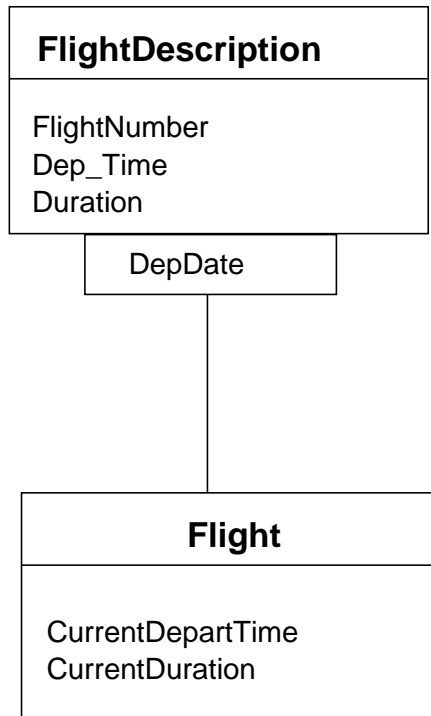 FlightDescription
FlightNumber
Dep_Time
Duration
DepDate
Flight
CurrentDepartTime
CurrentDuration